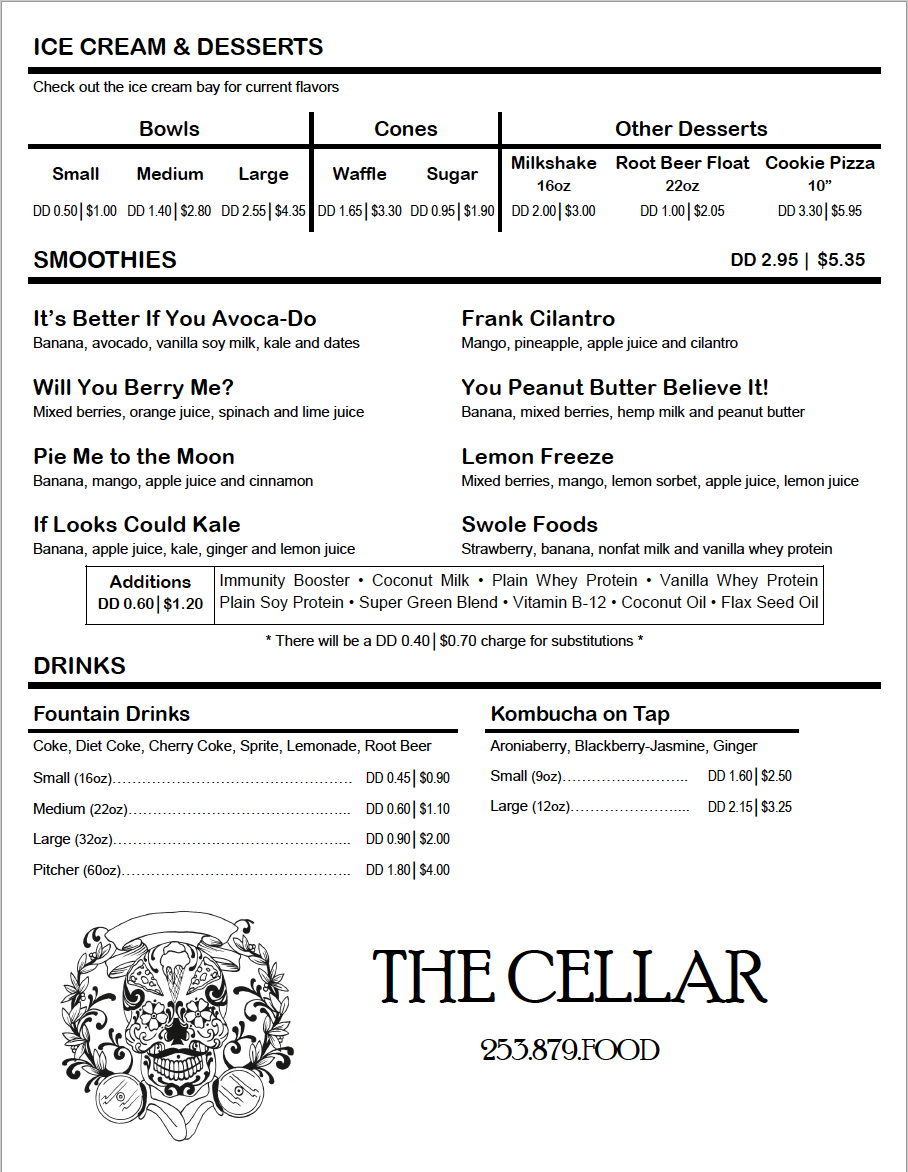 ICE CREAM & DESSERTS
Check out the ice cream bay for current flavors
Bowls Cones Other Desserts
Small Medium Large Waffle Sugar Milkshake Root Beer Float Cookie Pizza
16oz 22oz 10”
DD 0.50│$1.00 DD 1.40│$2.80 DD 2.55│$4.35 DD 1.65│$3.30 DD 0.95│$1.90 DD 2.00│$3.00 DD 1.00│$2.05 DD 3.30│$5.95
SMOOTHIES DD 2.95 | $5.35
It’s Better If You Avoca-Do
Banana, avocado, vanilla soy milk, kale and dates
Frank Cilantro
Mango, pineapple, apple juice and cilantro
Will You Berry Me?
Mixed berries, orange juice, spinach and lime juice
You Peanut Butter Believe It!
Banana, mixed berries, hemp milk and peanut butter
Pie Me to the Moon
Banana, mango, apple juice and cinnamon
Lemon Freeze
Mixed berries, mango, lemon sorbet, apple juice, lemon juice
If Looks Could Kale
Banana, apple juice, kale, ginger and lemon juice
Swole Foods
Strawberry, banana, nonfat milk and vanilla whey protein
Additions
DD 0.60│$1.20
Immunity Booster • Coconut Milk • Plain Whey Protein • Vanilla Whey Protein
Plain Soy Protein • Super Green Blend • Vitamin B-12 • Coconut Oil • Flax Seed Oil
* There will be a DD 0.40│$0.70 charge for substitutions *
DRINKS
Fountain Drinks
Coke, Diet Coke, Cherry Coke, Sprite, Lemonade, Root Beer
Small (16oz)………………………………………… DD 0.45│$0.90
Medium (22oz)……………………………………... DD 0.60│$1.10
Large (32oz)………………………………………... DD 0.90│$2.00
Pitcher (60oz)……………………………………….. DD 1.80│$4.00
Kombucha on Tap
Aroniaberry, Blackberry-Jasmine, Ginger
Small (9oz)…………………….. DD 1.60│$2.50
Large (12oz)………………….... DD 2.15│$3.25
THE CELLAR
253.879.FOOD